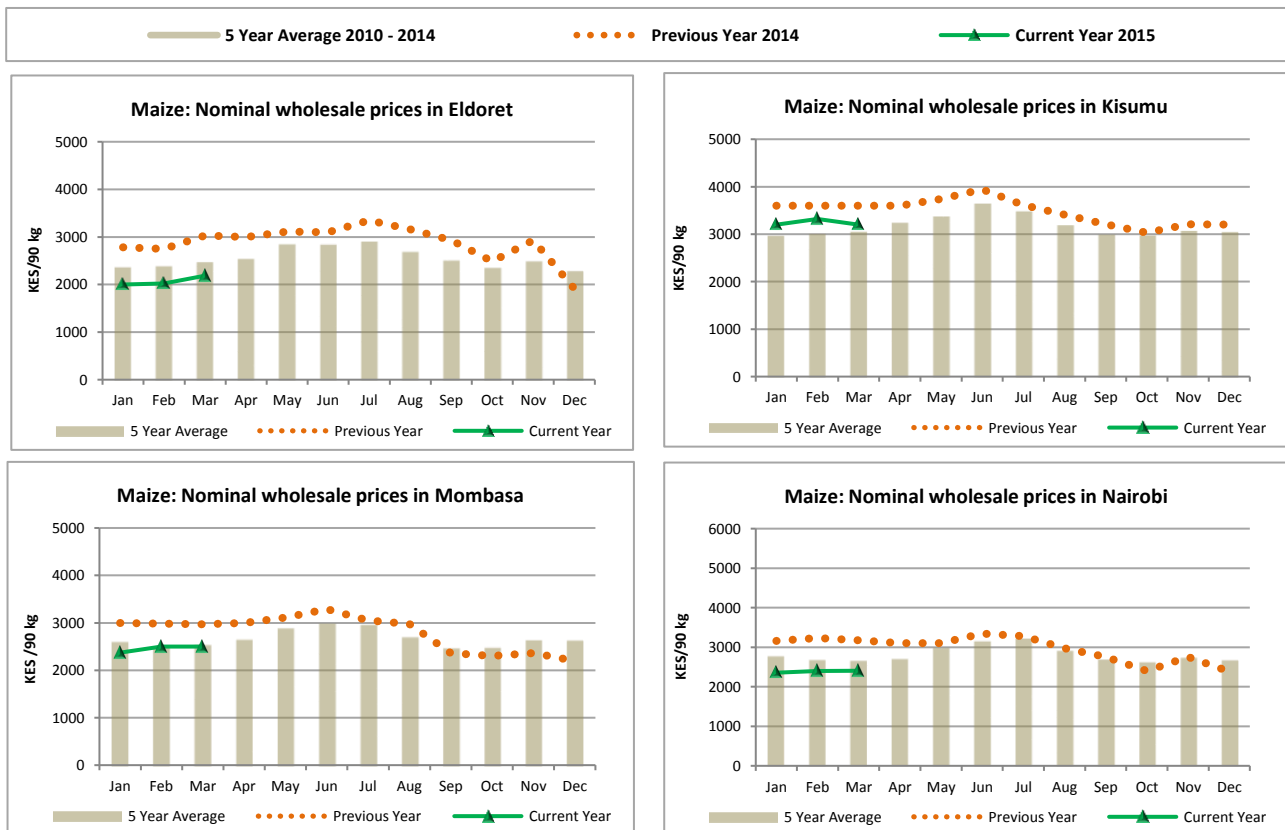 5 Year Average 2010 - 2014 Previous Year 2014 Current Year 2015
Maize: Nominal wholesale prices in Eldoret
KES/90 kg
5000
4000
3000
2000
1000
0
Jan Feb Mar Apr May Jun Jul Aug Sep Oct Nov Dec
5 Year Average Previous Year Current Year
Maize: Nominal wholesale prices in Kisumu
KES/90 kg
5000
4000
3000
2000
1000
0
Jan Feb Mar Apr May Jun Jul Aug Sep Oct Nov Dec
5 Year Average Previous Year Current Year
Maize: Nominal wholesale prices in Mombasa
KES /90 kg
5000
4000
3000
2000
1000
0
Jan Feb Mar Apr May Jun Jul Aug Sep Oct Nov Dec
5 Year Average Previous Year Current Year
Maize: Nominal wholesale prices in Nairobi
KES/90 kg
6000
5000
4000
3000
2000
1000
0
Jan Feb Mar Apr May Jun Jul Aug Sep Oct Nov Dec
5 Year Average Previous Year Current Year